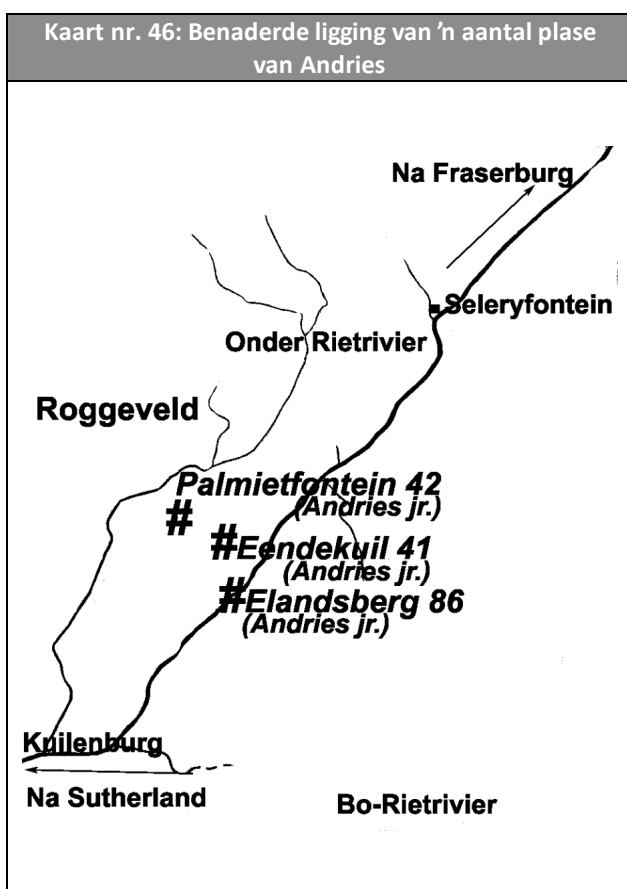 Kaart nr. 46: Benaderde ligging van 'n aantal plase
van Andries
Na Fraserburg
Seleryfontein
Onder Rietrivier
Roggeveld
Palmietfontein 42
(Andries jr.)
#
#Eendekuil 41
(Andries jr.)
#Elandsberg 86
(Andries jr.)
Kuilenburg
Na Sutherland
Bo-Rietrivier